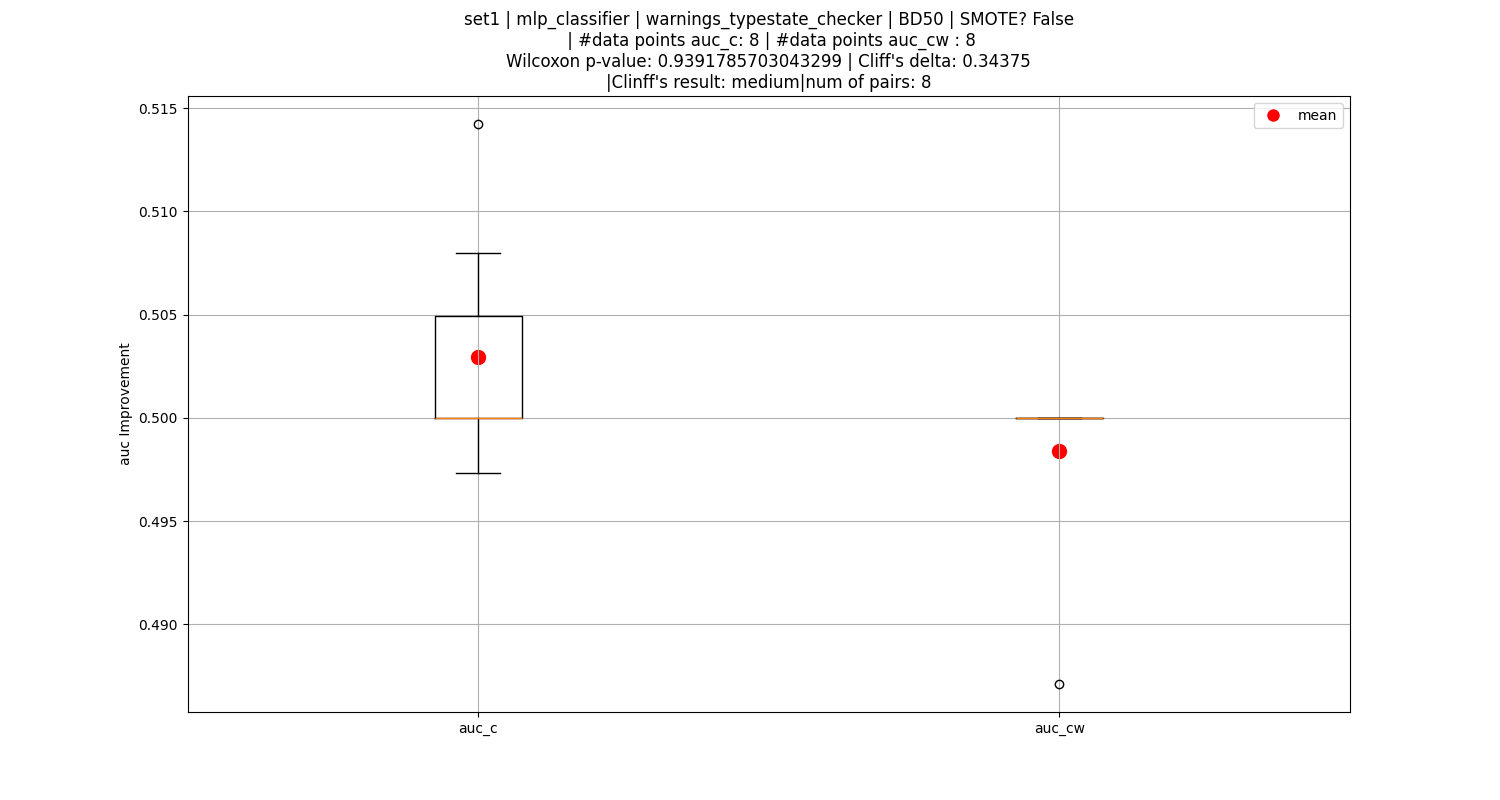 set1 | mlp_classifier | warnings_typestate_checker | BD50 | SMOTE? False
| #data points auc_c: 8 | #data points auc_cw : 8
Wilcoxon p-value: 0.9391785703043299 | Cliff's delta: 0.34375
|Clinff's result: medium|num of pairs: 8
mean
0.515
0.510
0.505
0.500
0.495
0.490
auc Improvement
auc_c
auc_cw